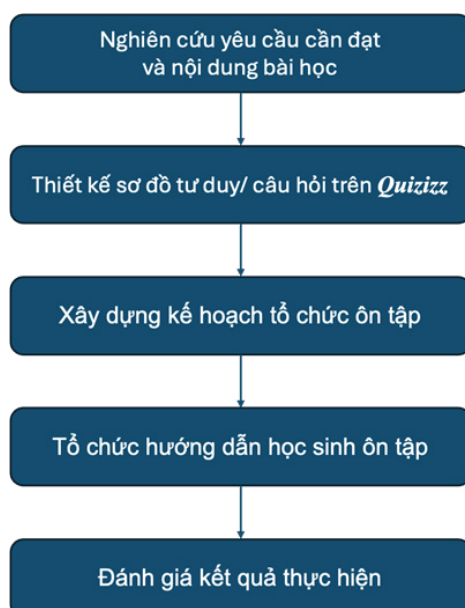 Nghiên cứu yêu cầu cần đạt
và nội dung bài học
Thiết kế sơ đồ tư duy/ câu hỏi trên Quizizz
Xây dựng kế hoạch tổ chức ôn tập
Tổ chức hướng dẫn học sinh ôn tập
Đánh giá kết quả thực hiện